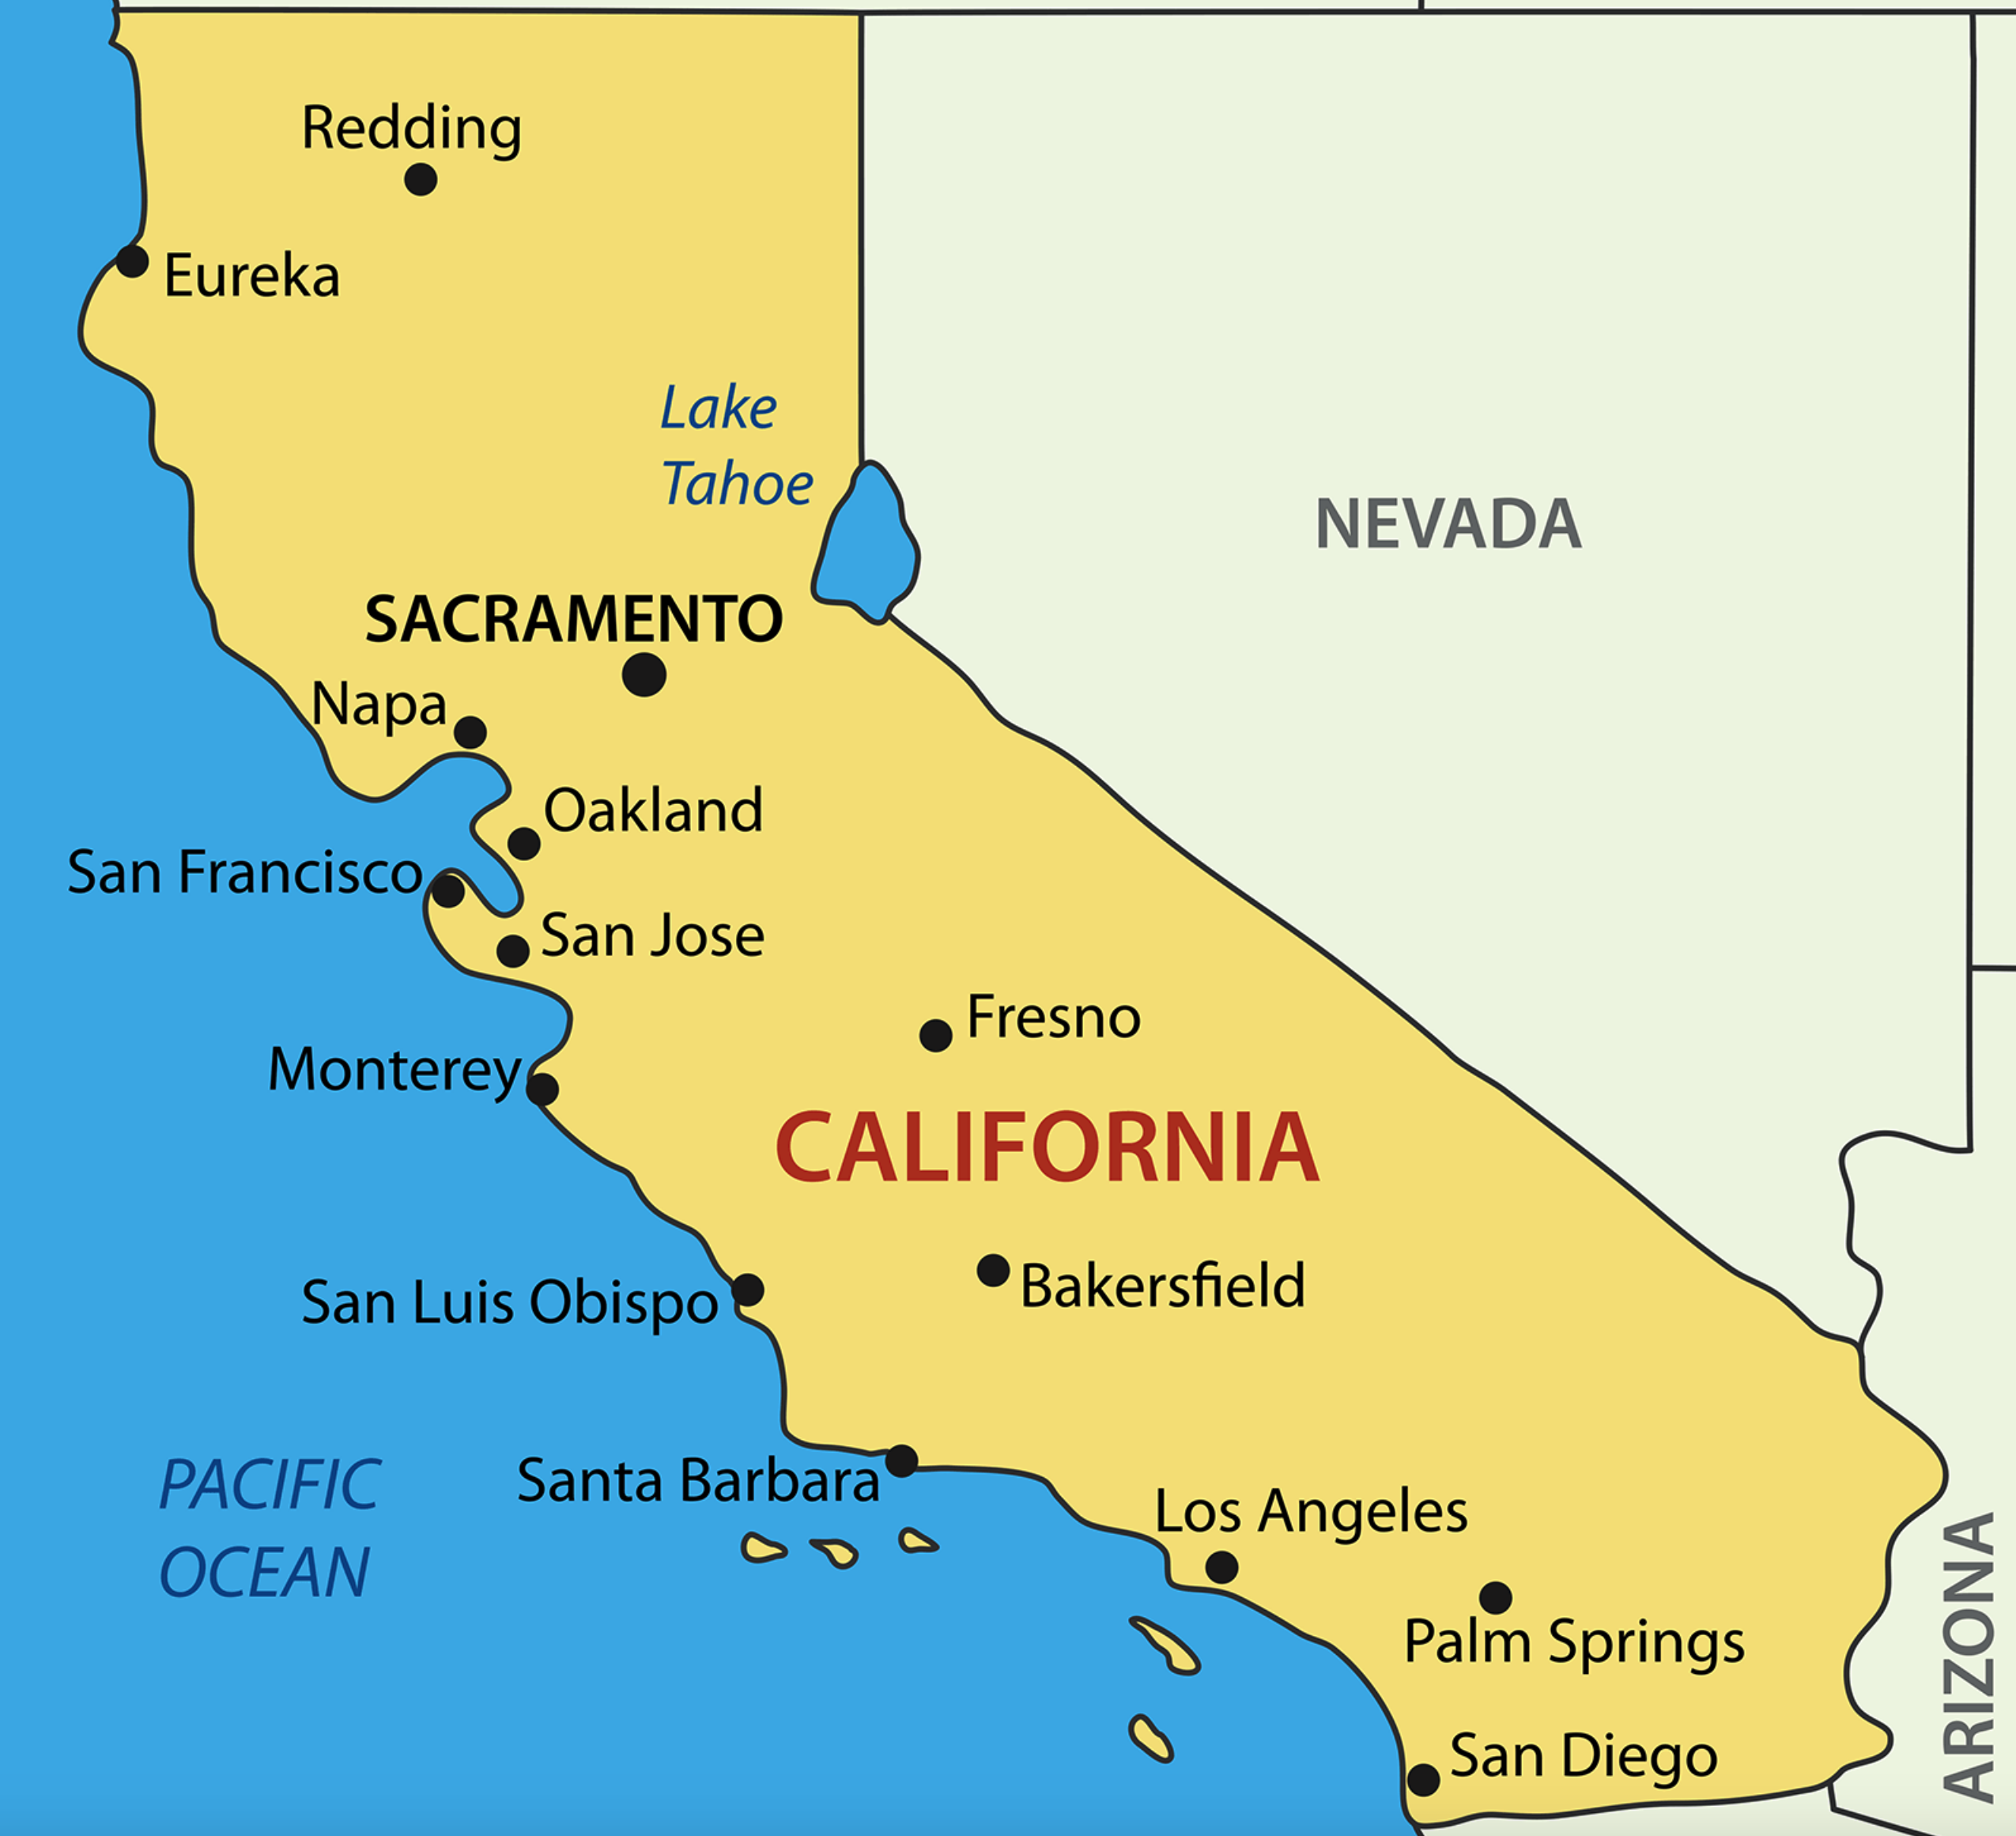 Redding
Eureka
Lake
Tahoe
NEVADA
SACRAMENTO
Napa
Oakland
San Francisco
San Jose
Fresno
Monterey
CALIFORNIA
Bakersfield
San Luis Obispo
PACIFIC
OCEAN
Santa Barbara
Los Angeles
Palm Springs
San Diego
ARIZONA